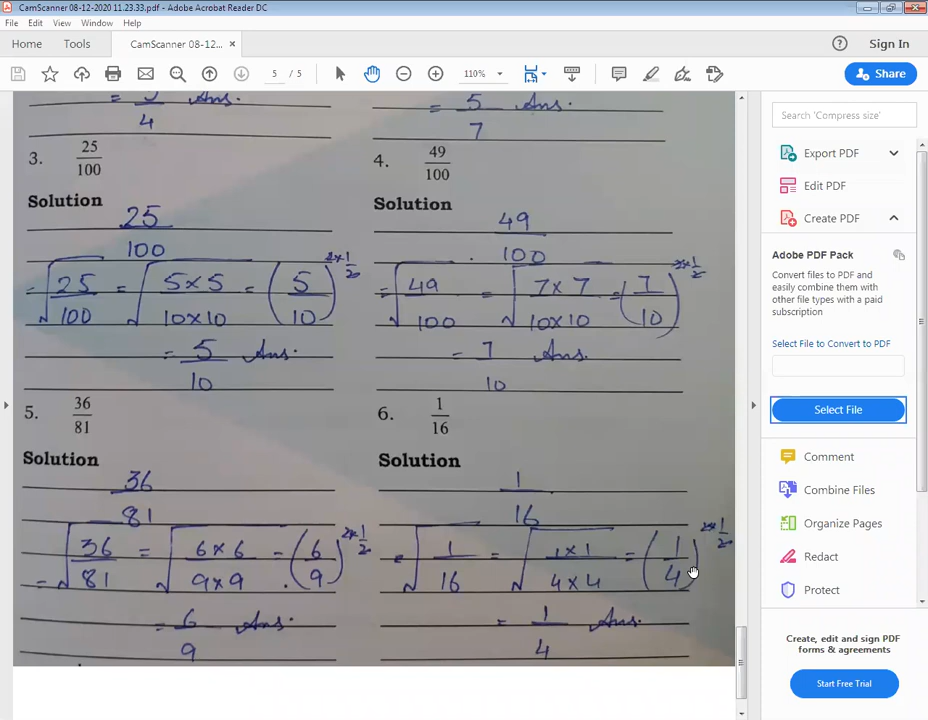 CamScanner 08-12-2020 11.23.33.pdf - Adobe Acrobat Reader DC
File Edit View Window Help
Home Tools CamScanner 08-12... × Sign In
5 / 5 110% Share
= 5/4 Ans. = 5/7 Ans.
3. 25/100 4. 49/100
Solution Solution
25/100 49/100
= √(25/100) = √(5×5/10×10) = (5/10)^(2×1/2) = √(49/100) = √(7×7/10×10) = (7/10)^(2×1/2)
= 5/10 Ans. = 7/10 Ans.
5. 36/81 6. 1/16
Solution Solution
36/81 1/16
= √(36/81) = √(6×6/9×9) = (6/9)^(2×1/2) = √(1/16) = √(1×1/4×4) = (1/4)^(2×1/2)
= 6/9 Ans. = 1/4 Ans.
Search 'Compress size'
Export PDF
Edit PDF
Create PDF
Adobe PDF Pack
Convert files to PDF and
easily combine them with
other file types with a paid
subscription
Select File to Convert to PDF
Select File
Comment
Combine Files
Organize Pages
Redact
Protect
Create, edit and sign PDF
forms & agreements
Start Free Trial